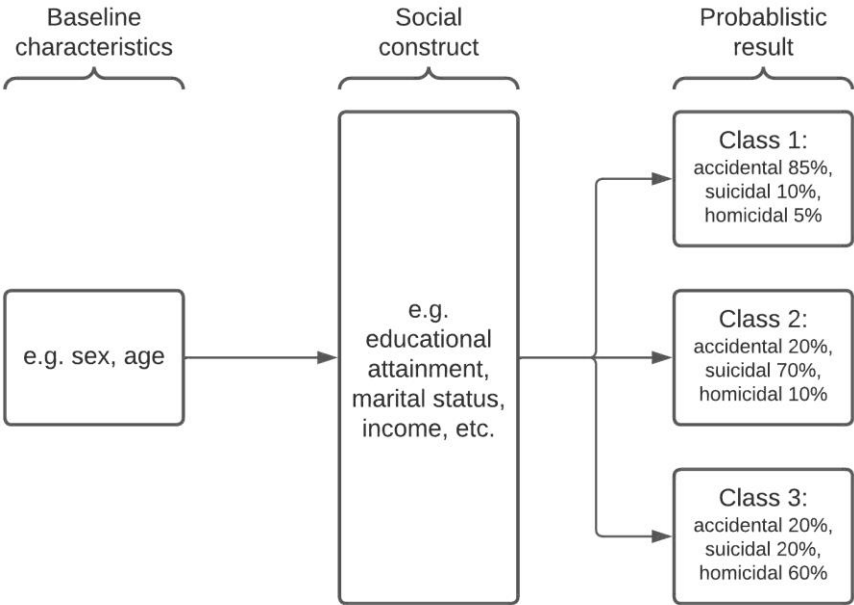 Baseline
characteristics
Social
construct
Probablistic
result
e.g. sex, age
e.g.
educational
attainment,
marital status,
income, etc.
Class 1:
accidental 85%,
suicidal 10%,
homicidal 5%
Class 2:
accidental 20%,
suicidal 70%,
homicidal 10%
Class 3:
accidental 20%,
suicidal 20%,
homicidal 60%